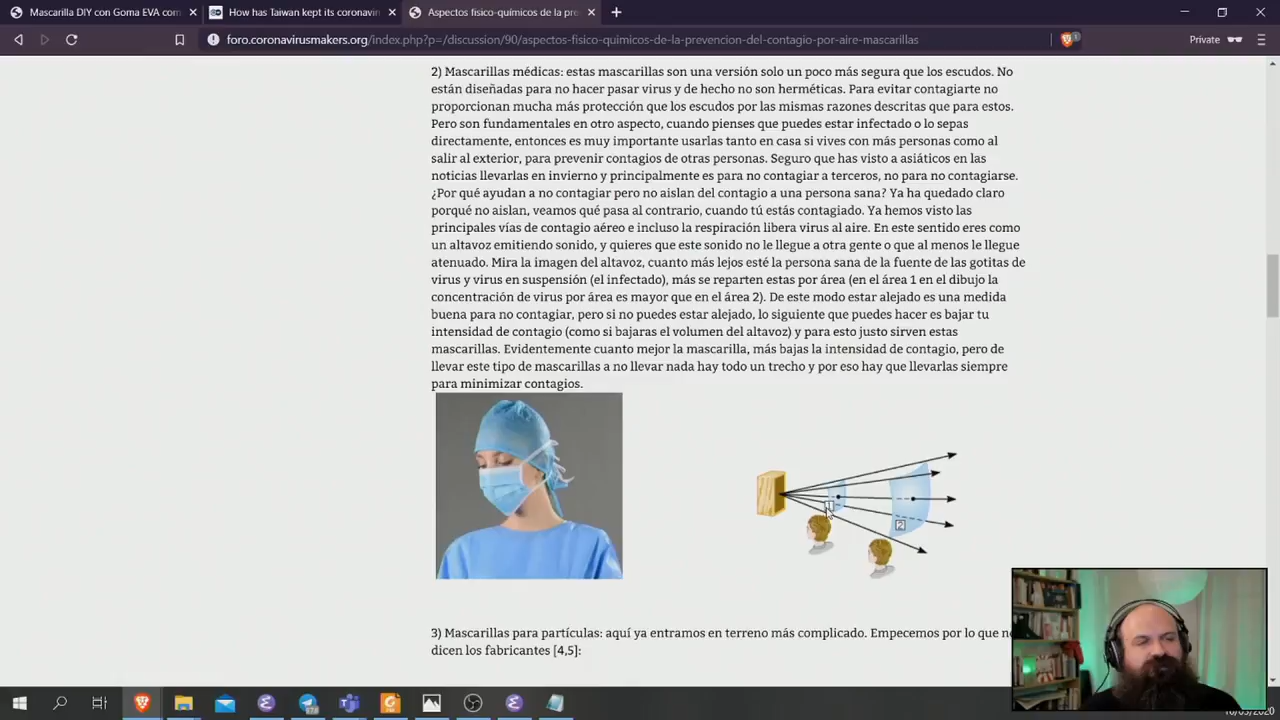 Mascarilla DIY con Goma EVA com
How has Taiwan kept its coronavir
Aspectos físico-químicos de la pre
foro.coronavirusmakers.org/index.php?p=/discussion/90/aspectos-fisico-quimicos-de-la-prevencion-del-contagio-por-aire-mascarillas
Private
2) Mascarillas médicas: estas mascarillas son una versión solo un poco más segura que los escudos. No
están diseñadas para no hacer pasar virus y de hecho no son herméticas. Para evitar contagiarte no
proporcionan mucha más protección que los escudos por las mismas razones descritas que para estos.
Pero son fundamentales en otro aspecto, cuando pienses que puedes estar infectado o lo sepas
directamente, entonces es muy importante usarlas tanto en casa si vives con más personas como al
salir al exterior, para prevenir contagios de otras personas. Seguro que has visto a asiáticos en las
noticias llevarlas en invierno y principalmente es para no contagiar a terceros, no para no contagiarse.
¿Por qué ayudan a no contagiar pero no aislan del contagio a una persona sana? Ya ha quedado claro
porqué no aislan, veamos qué pasa al contrario, cuando tú estás contagiado. Ya hemos visto las
principales vías de contagio aéreo e incluso la respiración libera virus al aire. En este sentido eres como
un altavoz emitiendo sonido, y quieres que este sonido no le llegue a otra gente o que al menos le llegue
atenuado. Mira la imagen del altavoz, cuanto más lejos esté la persona sana de la fuente de las gotitas de
virus y virus en suspensión (el infectado), más se reparten estas por área (en el área 1 en el dibujo la
concentración de virus por área es mayor que en el área 2). De este modo estar alejado es una medida
buena para no contagiar, pero si no puedes estar alejado, lo siguiente que puedes hacer es bajar tu
intensidad de contagio (como si bajaras el volumen del altavoz) y para esto justo sirven estas
mascarillas. Evidentemente cuanto mejor la mascarilla, más bajas la intensidad de contagio, pero de
llevar este tipo de mascarillas a no llevar nada hay todo un trecho y por eso hay que llevarlas siempre
para minimizar contagios.
1
2
3) Mascarillas para partículas: aquí ya entramos en terreno más complicado. Empecemos por lo que no
dicen los fabricantes [4,5]: